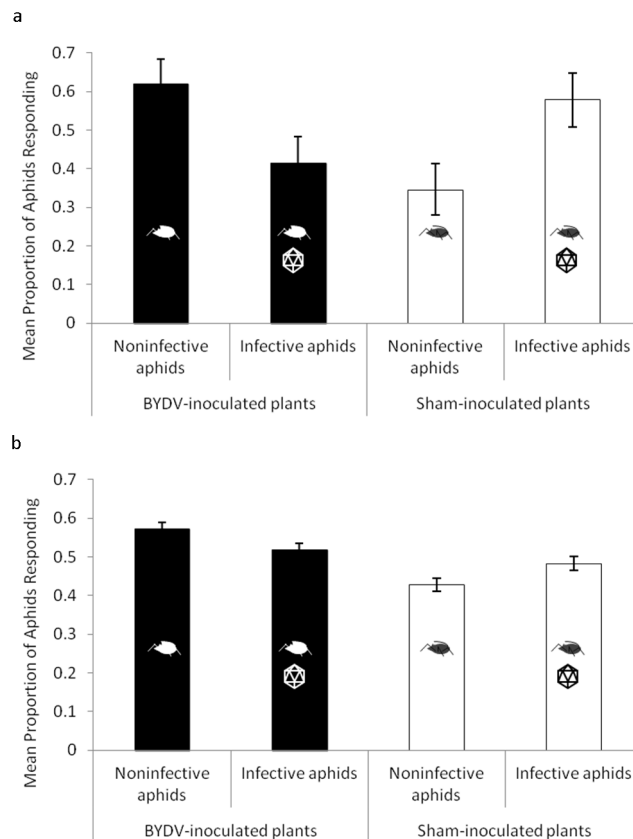 a
Mean Proportion of Aphids Responding
0.7
0.6
0.5
0.4
0.3
0.2
0.1
0
Noninfective aphids
Infective aphids
Noninfective aphids
Infective aphids
BYDV-inoculated plants
Sham-inoculated plants
b
Mean Proportion of Aphids Responding
0.7
0.6
0.5
0.4
0.3
0.2
0.1
0
Noninfective aphids
Infective aphids
Noninfective aphids
Infective aphids
BYDV-inoculated plants
Sham-inoculated plants